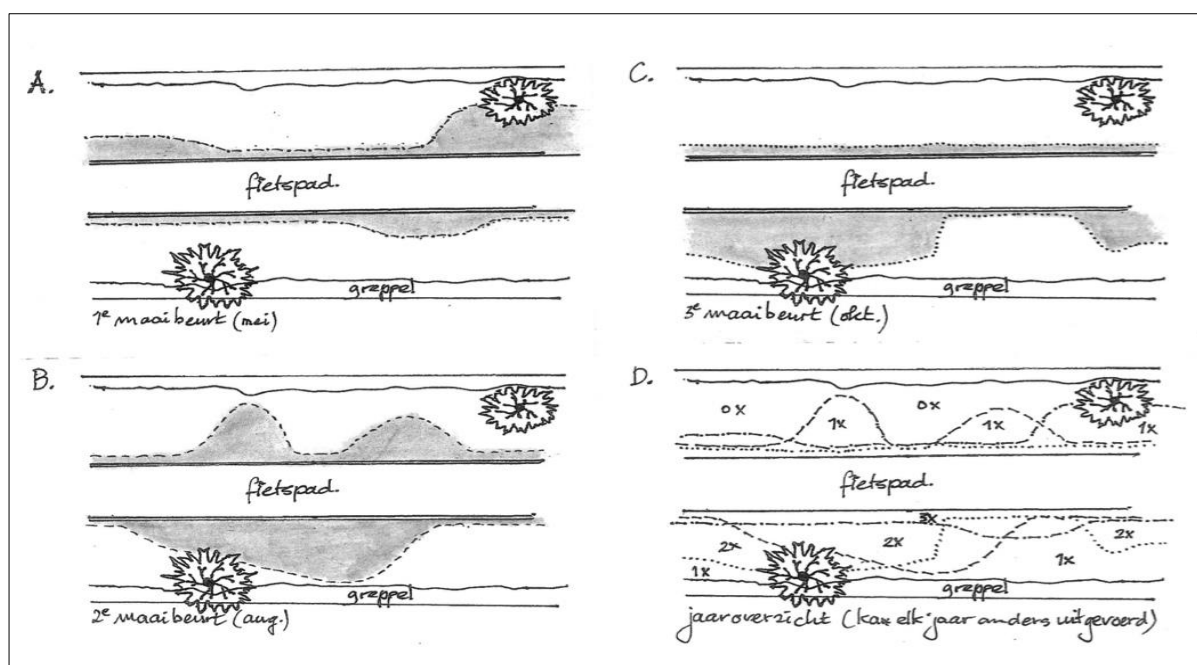 A.
fietspad.
greppel
1e maaibeurt (mei)
B.
fietspad.
greppel
2e maaibeurt (aug.)
C.
fietspad.
greppel
3e maaibeurt (okt.)
D.
0x
0x
1x
1x
1x
fietspad.
3x
2x
2x
2x
1x
1x
greppel
jaaroverzicht (kan elk jaar anders uitgevoerd)